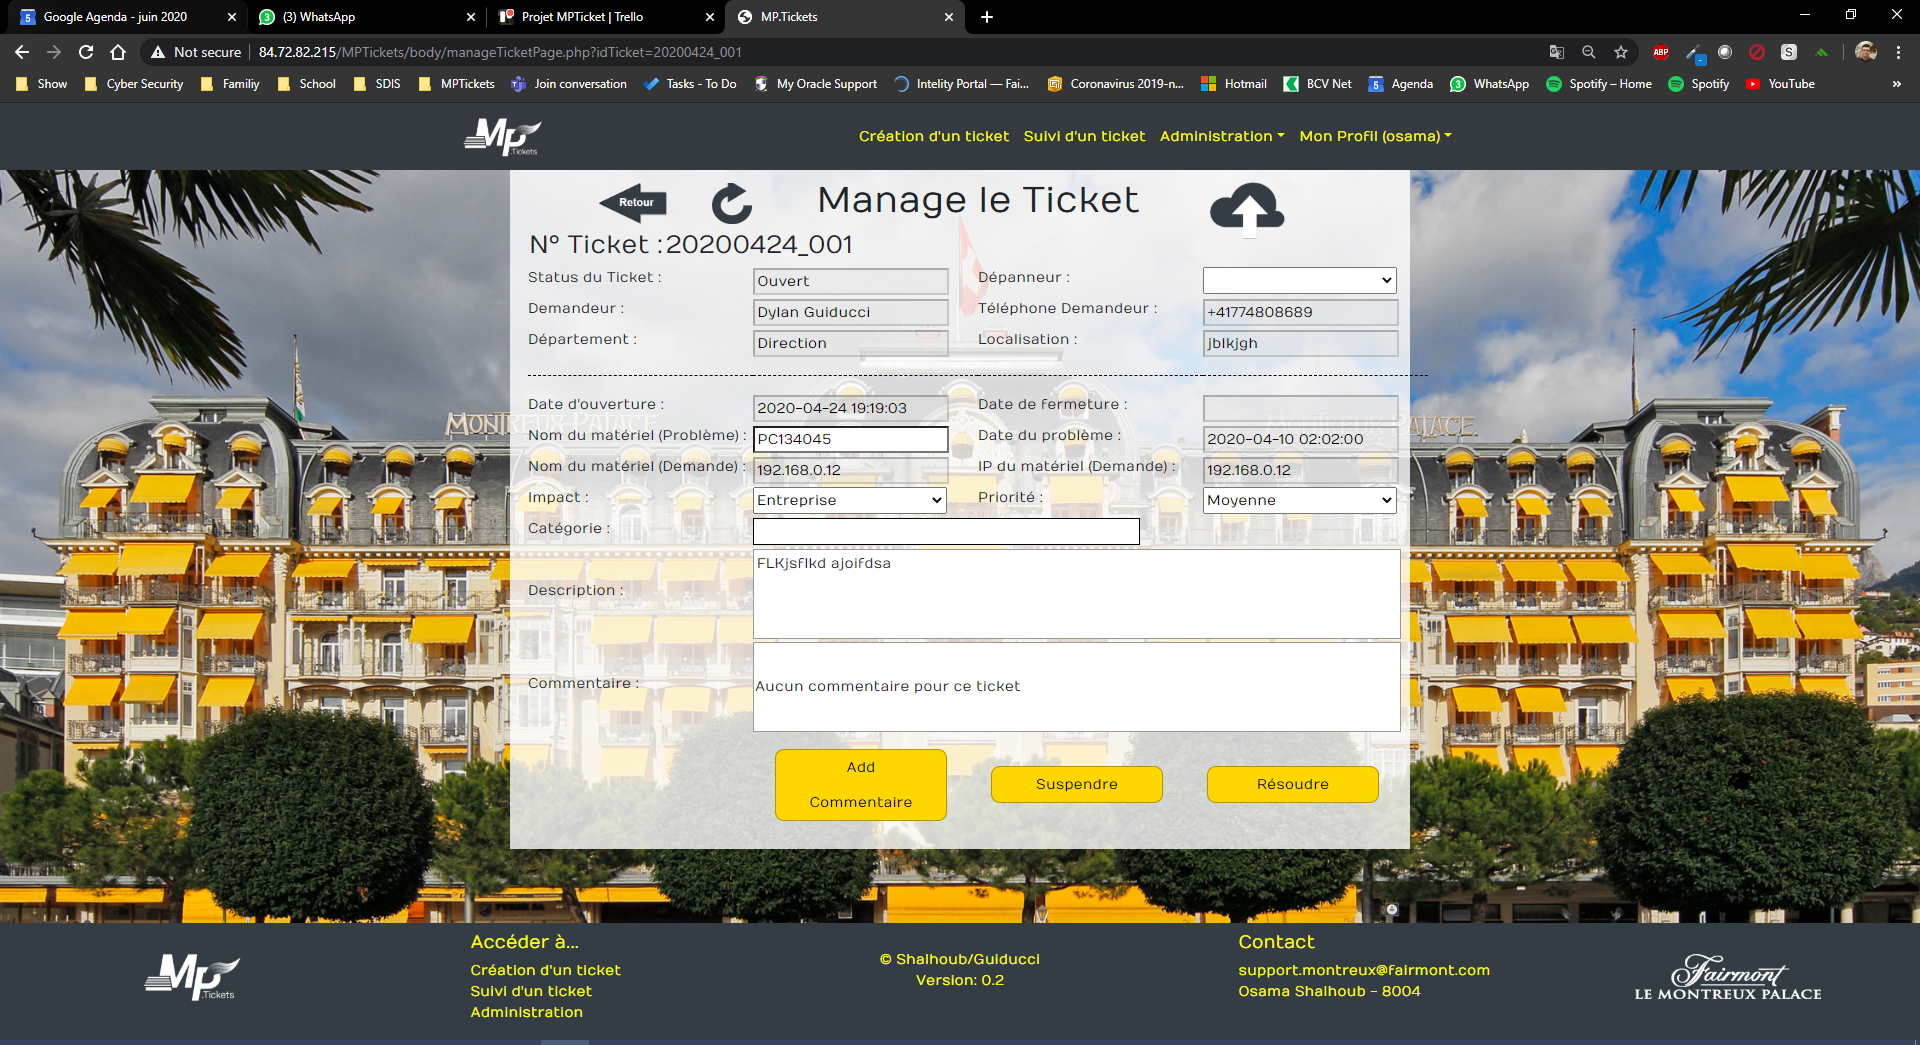 Google Agenda - juin 2020
(3) WhatsApp
Projet MPTicket | Trello
MP.Tickets
Not secure
84.72.82.215/MPTickets/body/manageTicketPage.php?idTicket=20200424_001
Show
Cyber Security
Familiy
School
SDIS
MPTickets
Join conversation
Tasks - To Do
My Oracle Support
Intelity Portal — Fai...
Coronavirus 2019-n...
Hotmail
BCV Net
Agenda
WhatsApp
Spotify – Home
Spotify
YouTube
»
Mp.Tickets
Création d'un ticket
Suivi d'un ticket
Administration
Mon Profil (osama)
Retour
Manage le Ticket
N° Ticket :20200424_001
Status du Ticket : Ouvert
Dépanneur :
Demandeur : Dylan Guiducci
Téléphone Demandeur : +41774808689
Département : Direction
Localisation : jblkjgh
Date d'ouverture : 2020-04-24 19:19:03
Date de fermeture :
MONTREUX-PALACE
PALACE
Nom du matériel (Problème) : PC134045
Date du problème : 2020-04-10 02:02:00
Nom du matériel (Demande) : 192.168.0.12
IP du matériel (Demande) : 192.168.0.12
Impact : Entreprise
Priorité : Moyenne
Catégorie :
Description : FLKjsflkd ajoifdsa
Commentaire : Aucun commentaire pour ce ticket
Add
Commentaire
Suspendre
Résoudre
Mp.Tickets
Accéder à...
Création d'un ticket
Suivi d'un ticket
Administration
© Shalhoub/Guiducci
Version: 0.2
Contact
support.montreux@fairmont.com
Osama Shalhoub - 8004
Fairmont
LE MONTREUX PALACE